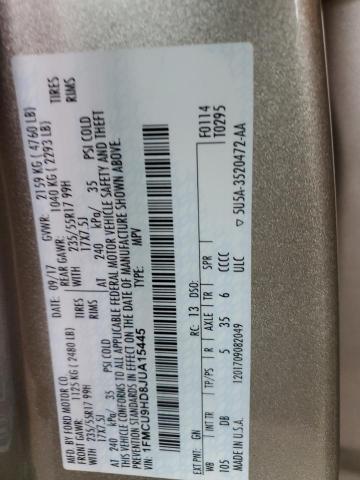 MFD. BY FORD MOTOR CO.
DATE: 09/17 GVWR: 2159 KG ( 4760 LB)
FRONT GAWR: 1125 KG ( 2480 LB) REAR GAWR: 1040 KG ( 2293 LB)
235/55R17 99H TIRES WITH 235/55R17 99H TIRES
17X7.5J RIMS 17X7.5J RIMS
AT 240 kPa/ 35 PSI COLD AT 240 kPa/ 35 PSI COLD
THIS VEHICLE CONFORMS TO ALL APPLICABLE FEDERAL MOTOR VEHICLE SAFETY AND THEFT
PREVENTION STANDARDS IN EFFECT ON THE DATE OF MANUFACTURE SHOWN ABOVE.
VIN: 1FMCU9HD8JUA15445 TYPE: MPV
F0114
T0295
EXT PNT: GN RC: 13 DSO:
WB INT TR TP/PS R AXLE TR SPR
105 DB 5 35 6 CCCC
ULC
MADE IN U.S.A. 1201709082049
▽ 5U5A-3520472-AA